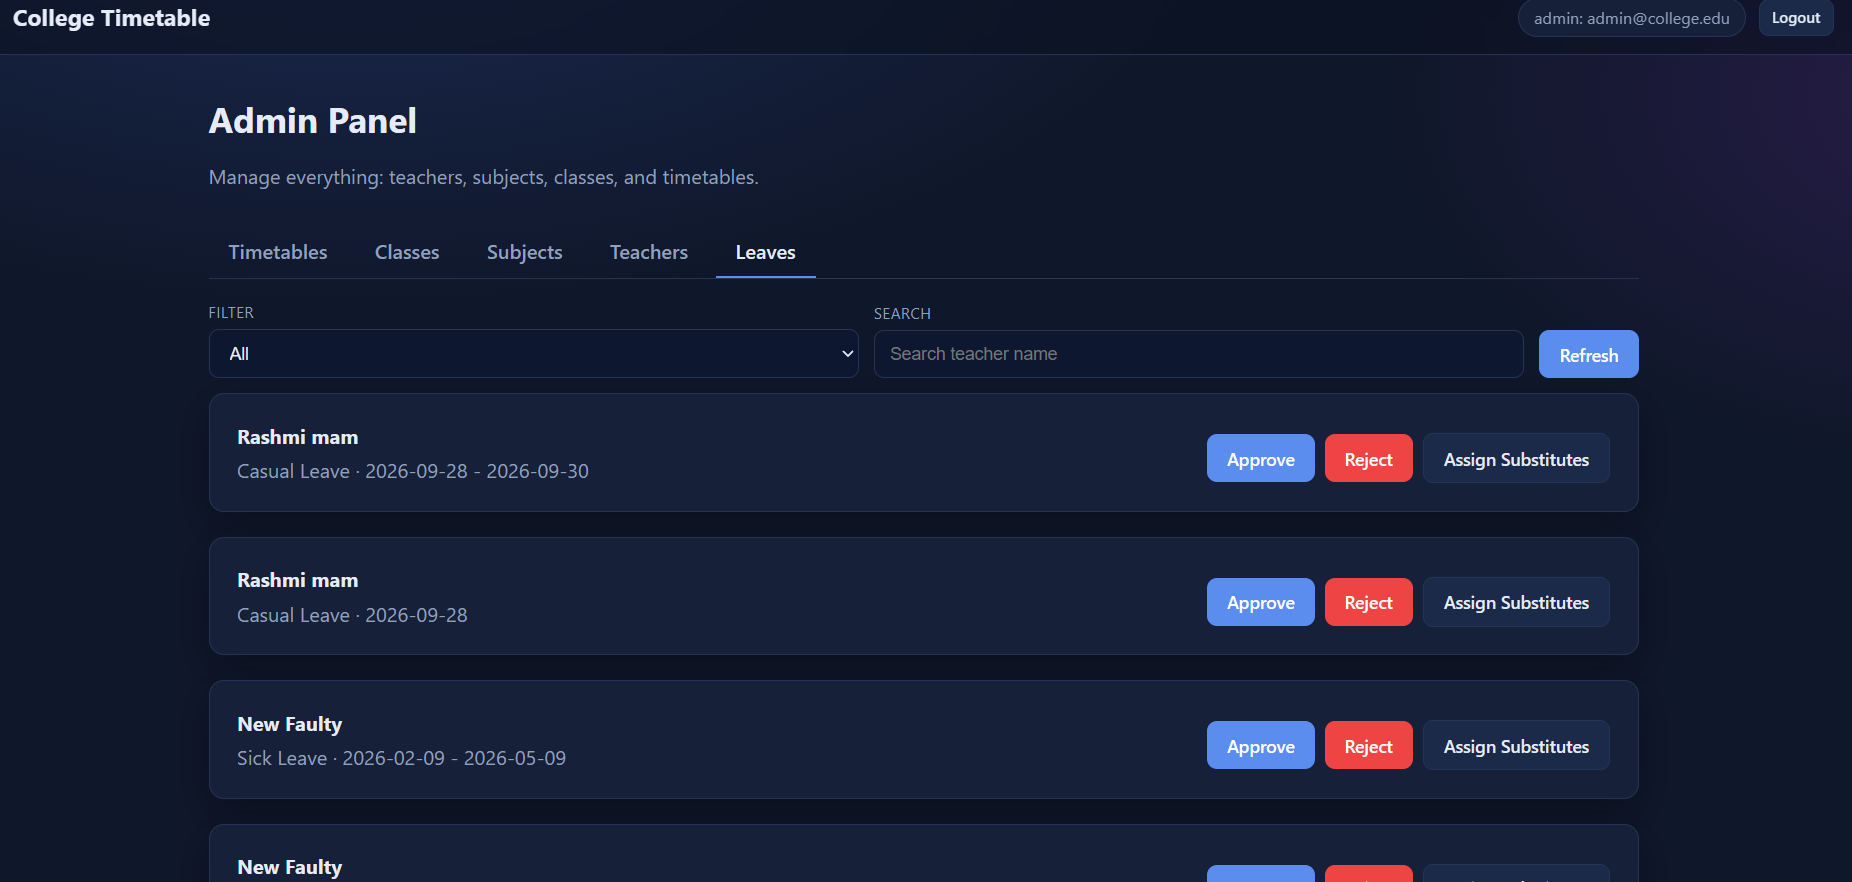 College Timetable
admin: admin@college.edu
Logout
Admin Panel
Manage everything: teachers, subjects, classes, and timetables.
Timetables
Classes
Subjects
Teachers
Leaves
FILTER
SEARCH
All
Search teacher name
Refresh
Rashmi mam
Casual Leave · 2026-09-28 - 2026-09-30
Approve
Reject
Assign Substitutes
Rashmi mam
Casual Leave · 2026-09-28
Approve
Reject
Assign Substitutes
New Faulty
Sick Leave · 2026-02-09 - 2026-05-09
Approve
Reject
Assign Substitutes
New Faulty